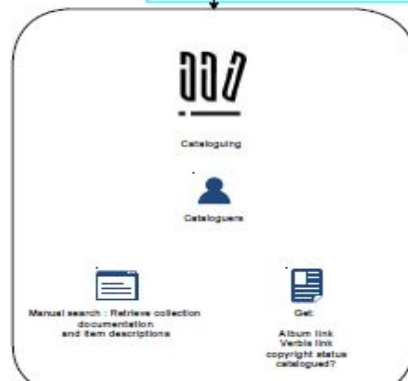 Cataloguing
Cataloguers
Manual search : Retrieve collection
documentation
and item descriptions
Get:
Album link
Verbis link
copyright status
catalogued?